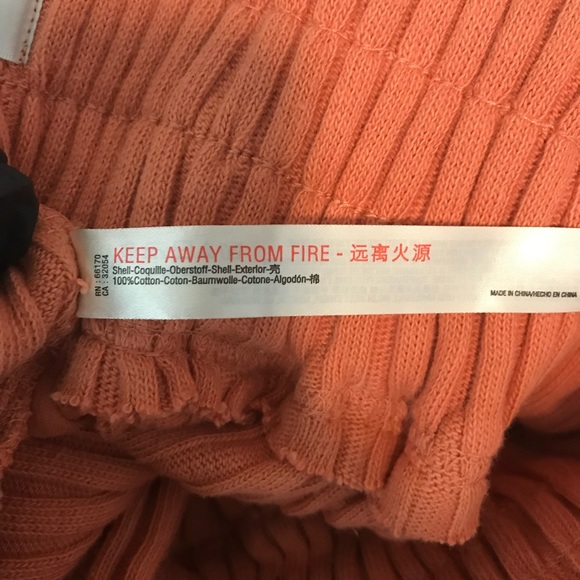 RN : 66170
CA : 32054
KEEP AWAY FROM FIRE - 远离火源
Shell-Coquille-Oberstoff-Shell-Exterior-壳
100%Cotton-Coton-Baumwolle-Cotone-Algodón-棉
MADE IN CHINA/HECHO EN CHINA